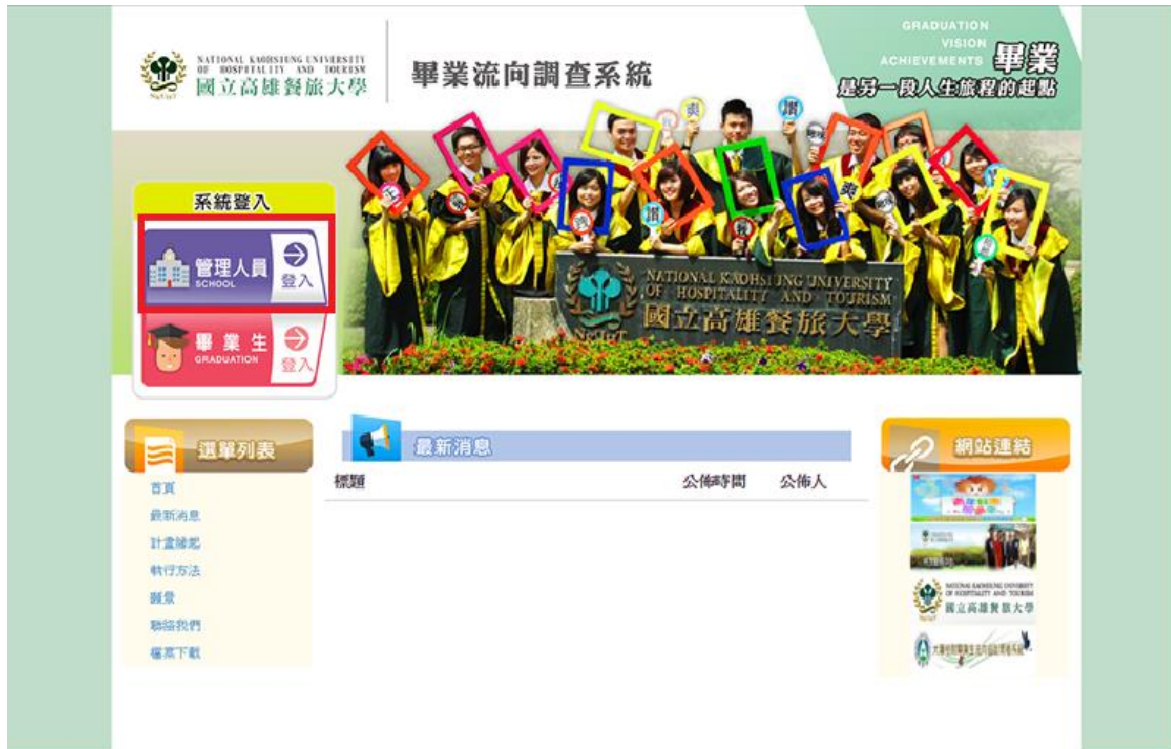 NATIONAL KAOHSIUNG UNIVERSITY
OF HOSPITALITY AND TOURISM
國立高雄餐旅大學
畢業流向調查系統
GRADUATION
VISION
ACHIEVEMENTS
畢業
是另一段人生旅程的起點
系統登入
管理人員
SCHOOL
登入
畢業生
GRADUATION
登入
爽
讚
讚
爽
NATIONAL KAOHSIUNG UNIVERSITY
OF HOSPITALITY AND TOURISM
國立高雄餐旅大學
選單列表
首頁
最新消息
計畫緣起
執行方法
願景
聯絡我們
檔案下載
最新消息
標題
公佈時間
公佈人
網站連結
NATIONAL KAOHSIUNG UNIVERSITY
OF HOSPITALITY AND TOURISM
國立高雄餐旅大學